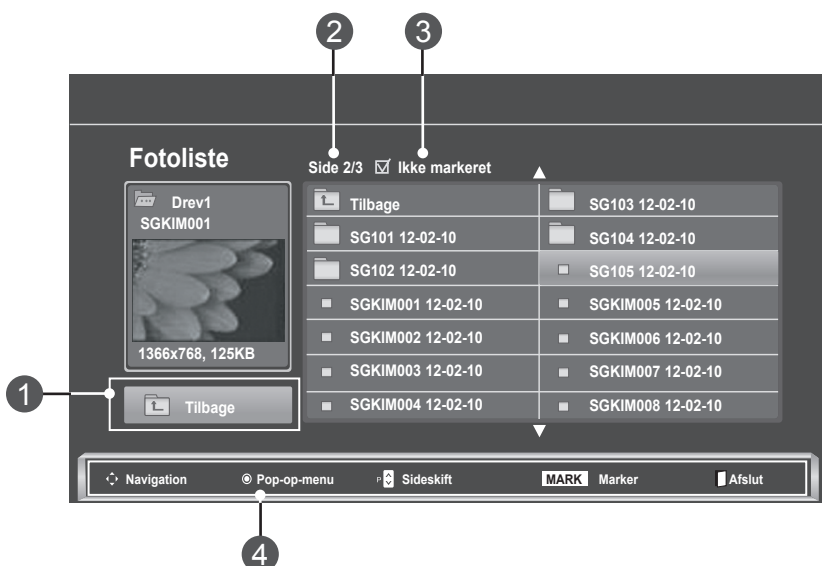 2 3
Fotoliste
Side 2/3 Ikke markeret
Drev1
SGKIM001
1366x768, 125KB
1 Tilbage
Tilbage
SG101 12-02-10
SG102 12-02-10
SGKIM001 12-02-10
SGKIM002 12-02-10
SGKIM003 12-02-10
SGKIM004 12-02-10
SG103 12-02-10
SG104 12-02-10
SG105 12-02-10
SGKIM005 12-02-10
SGKIM006 12-02-10
SGKIM007 12-02-10
SGKIM008 12-02-10
Navigation Pop-op-menu P Sideskift MARK Marker Afslut
4